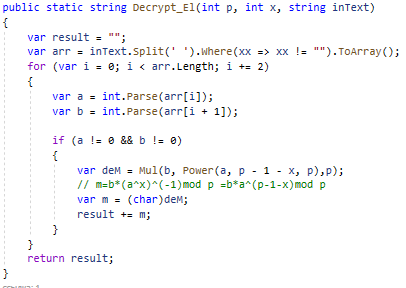 public static string Decrypt_El(int p, int x, string inText)
{
var result = "";
var arr = inText.Split(' ').Where(xx => xx != "").ToArray();
for (var i = 0; i < arr.Length; i += 2)
{
var a = int.Parse(arr[i]);
var b = int.Parse(arr[i + 1]);
if (a != 0 && b != 0)
{
var deM = Mul(b, Power(a, p - 1 - x, p),p);
// m=b*(a^x)^(-1)mod p =b*a^(p-1-x)mod p
var m = (char)deM;
result += m;
}
}
return result;
}